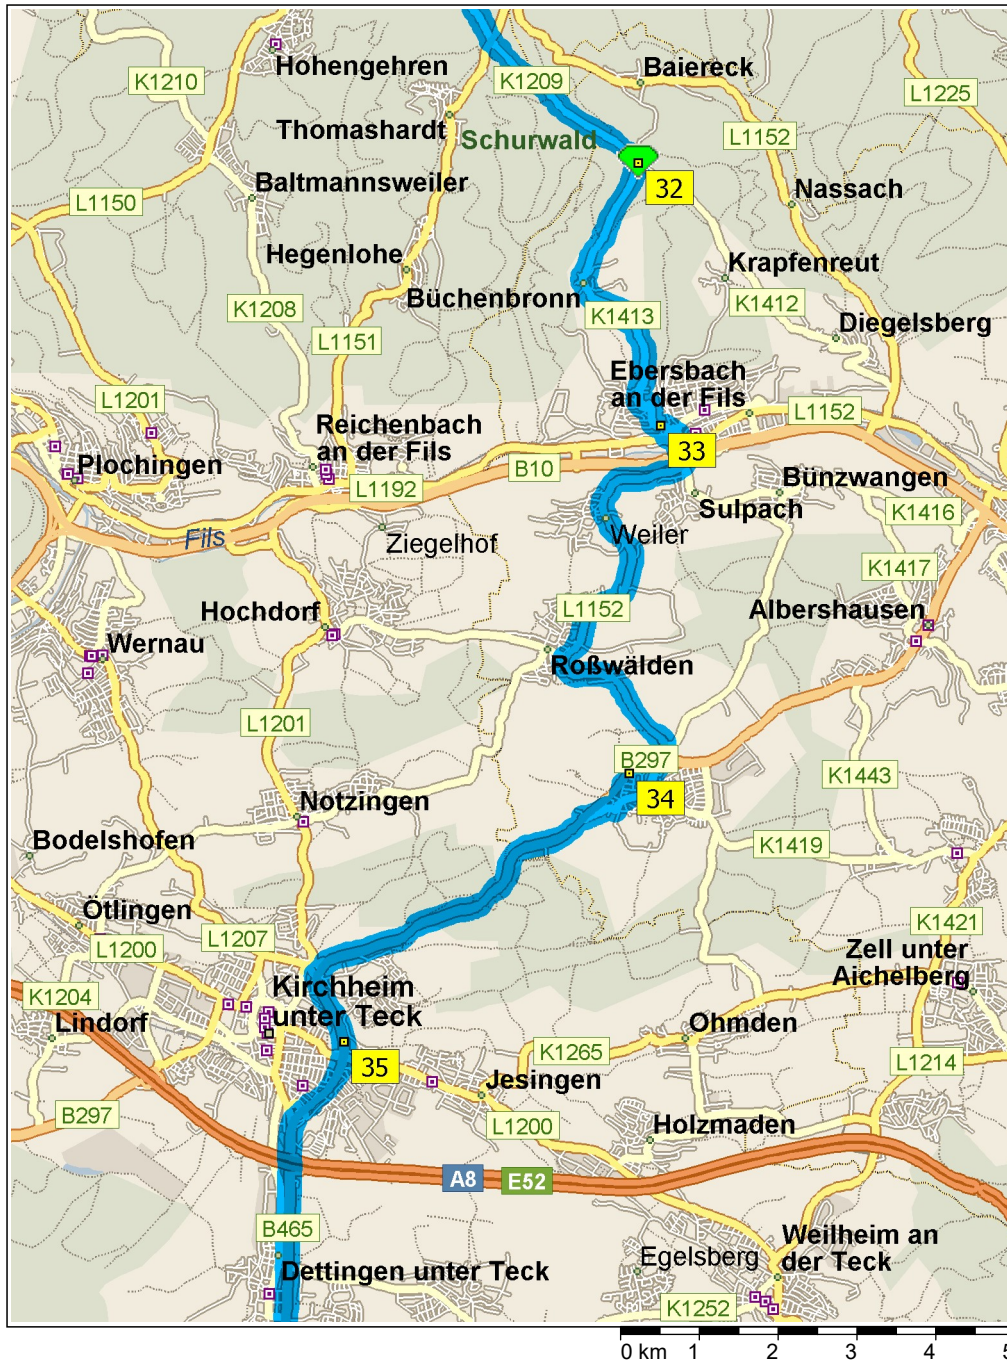 Hohengehren
Baiereck
K1210
K1209
L1225
Thomashardt
Schurwald
L1152
32
Baltmannsweiler
Nassach
L1150
Hegenlohe
Krapfenreut
Büchenbronn
K1412
K1208
K1413
Diegelsberg
L1151
Ebersbach
an der Fils
L1201
L1152
Reichenbach
an der Fils
33
Plochingen
B10
Bünzwangen
L1192
Sulpach
K1416
Fils
Ziegelhof
Weiler
K1417
Hochdorf
L1152
Albershausen
Wernau
Roßwälden
L1201
B297
K1443
34
Notzingen
Bodelshofen
K1419
Ötlingen
K1421
L1200
L1207
Zell unter
Aichelberg
K1204
Kirchheim
unter Teck
Lindorf
Ohmden
K1265
35
L1214
Jesingen
B297
L1200
Holzmaden
A8
E52
B465
Weilheim an
der Teck
Egelsberg
Dettingen unter Teck
K1252
0 km 1 2 3 4 5